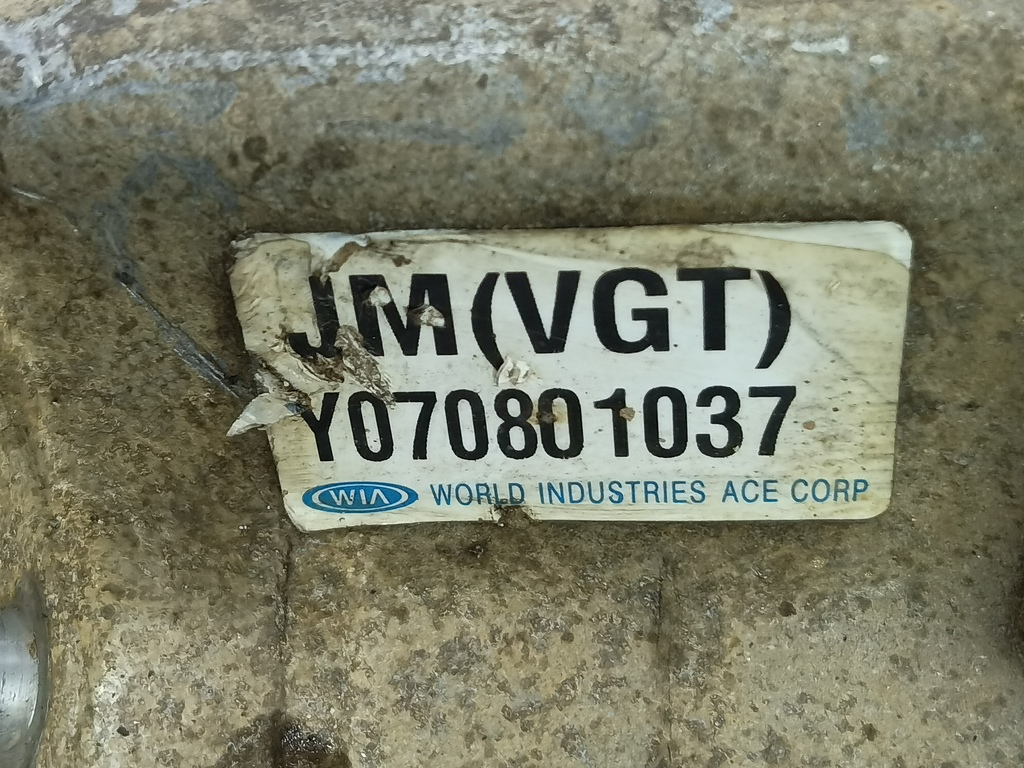 JM(VGT)
Y070801037
WIA WORLD INDUSTRIES ACE CORP